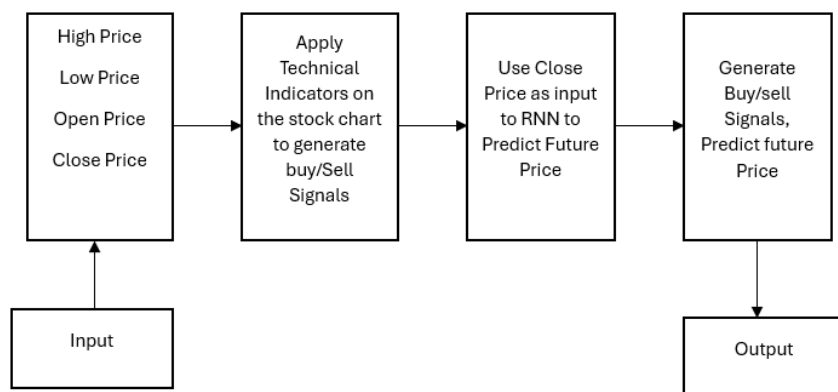 High Price
Low Price
Open Price
Close Price
Apply
Technical
Indicators on
the stock chart
to generate
buy/Sell
Signals
Use Close
Price as input
to RNN to
Predict Future
Price
Generate
Buy/sell
Signals,
Predict future
Price
Input
Output